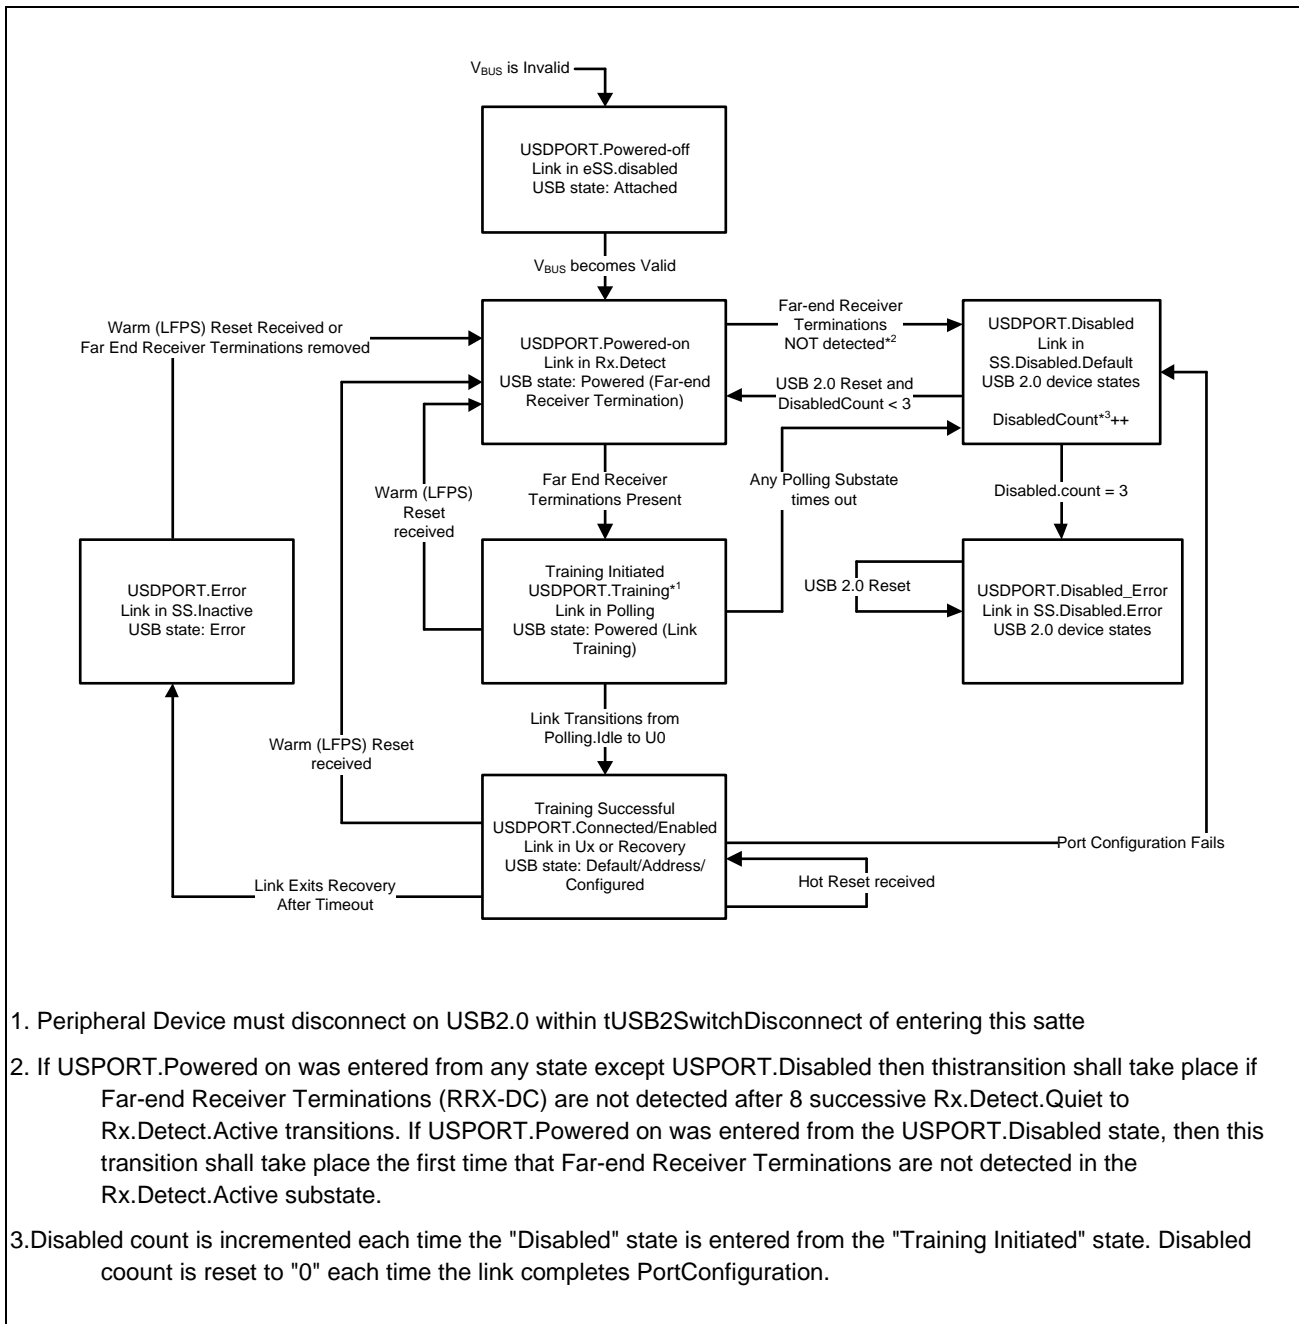 VBUS is Invalid
USDPORT.Powered-off
Link in eSS.disabled
USB state: Attached
VBUS becomes Valid
Warm (LFPS) Reset Received or
Far End Receiver Terminations removed
USDPORT.Powered-on
Link in Rx.Detect
USB state: Powered (Far-end
Receiver Termination)
Far-end Receiver
Terminations
NOT detected*2
USB 2.0 Reset and
DisabledCount < 3
USDPORT.Disabled
Link in
SS.Disabled.Default
USB 2.0 device states
DisabledCount*3++
Warm (LFPS)
Reset
received
Far End Receiver
Terminations Present
Any Polling Substate
times out
Disabled.count = 3
USDPORT.Error
Link in SS.Inactive
USB state: Error
Training Initiated
USDPORT.Training*1
Link in Polling
USB state: Powered (Link
Training)
USB 2.0 Reset
USDPORT.Disabled_Error
Link in SS.Disabled.Error
USB 2.0 device states
Link Transitions from
Polling.Idle to U0
Warm (LFPS) Reset
received
Training Successful
USDPORT.Connected/Enabled
Link in Ux or Recovery
USB state: Default/Address/
Configured
Port Configuration Fails
Hot Reset received
Link Exits Recovery
After Timeout
1. Peripheral Device must disconnect on USB2.0 within tUSB2SwitchDisconnect of entering this satte
2. If USPORT.Powered on was entered from any state except USPORT.Disabled then thistransition shall take place if
Far-end Receiver Terminations (RRX-DC) are not detected after 8 successive Rx.Detect.Quiet to
Rx.Detect.Active transitions. If USPORT.Powered on was entered from the USPORT.Disabled state, then this
transition shall take place the first time that Far-end Receiver Terminations are not detected in the
Rx.Detect.Active substate.
3.Disabled count is incremented each time the "Disabled" state is entered from the "Training Initiated" state. Disabled
coount is reset to "0" each time the link completes PortConfiguration.